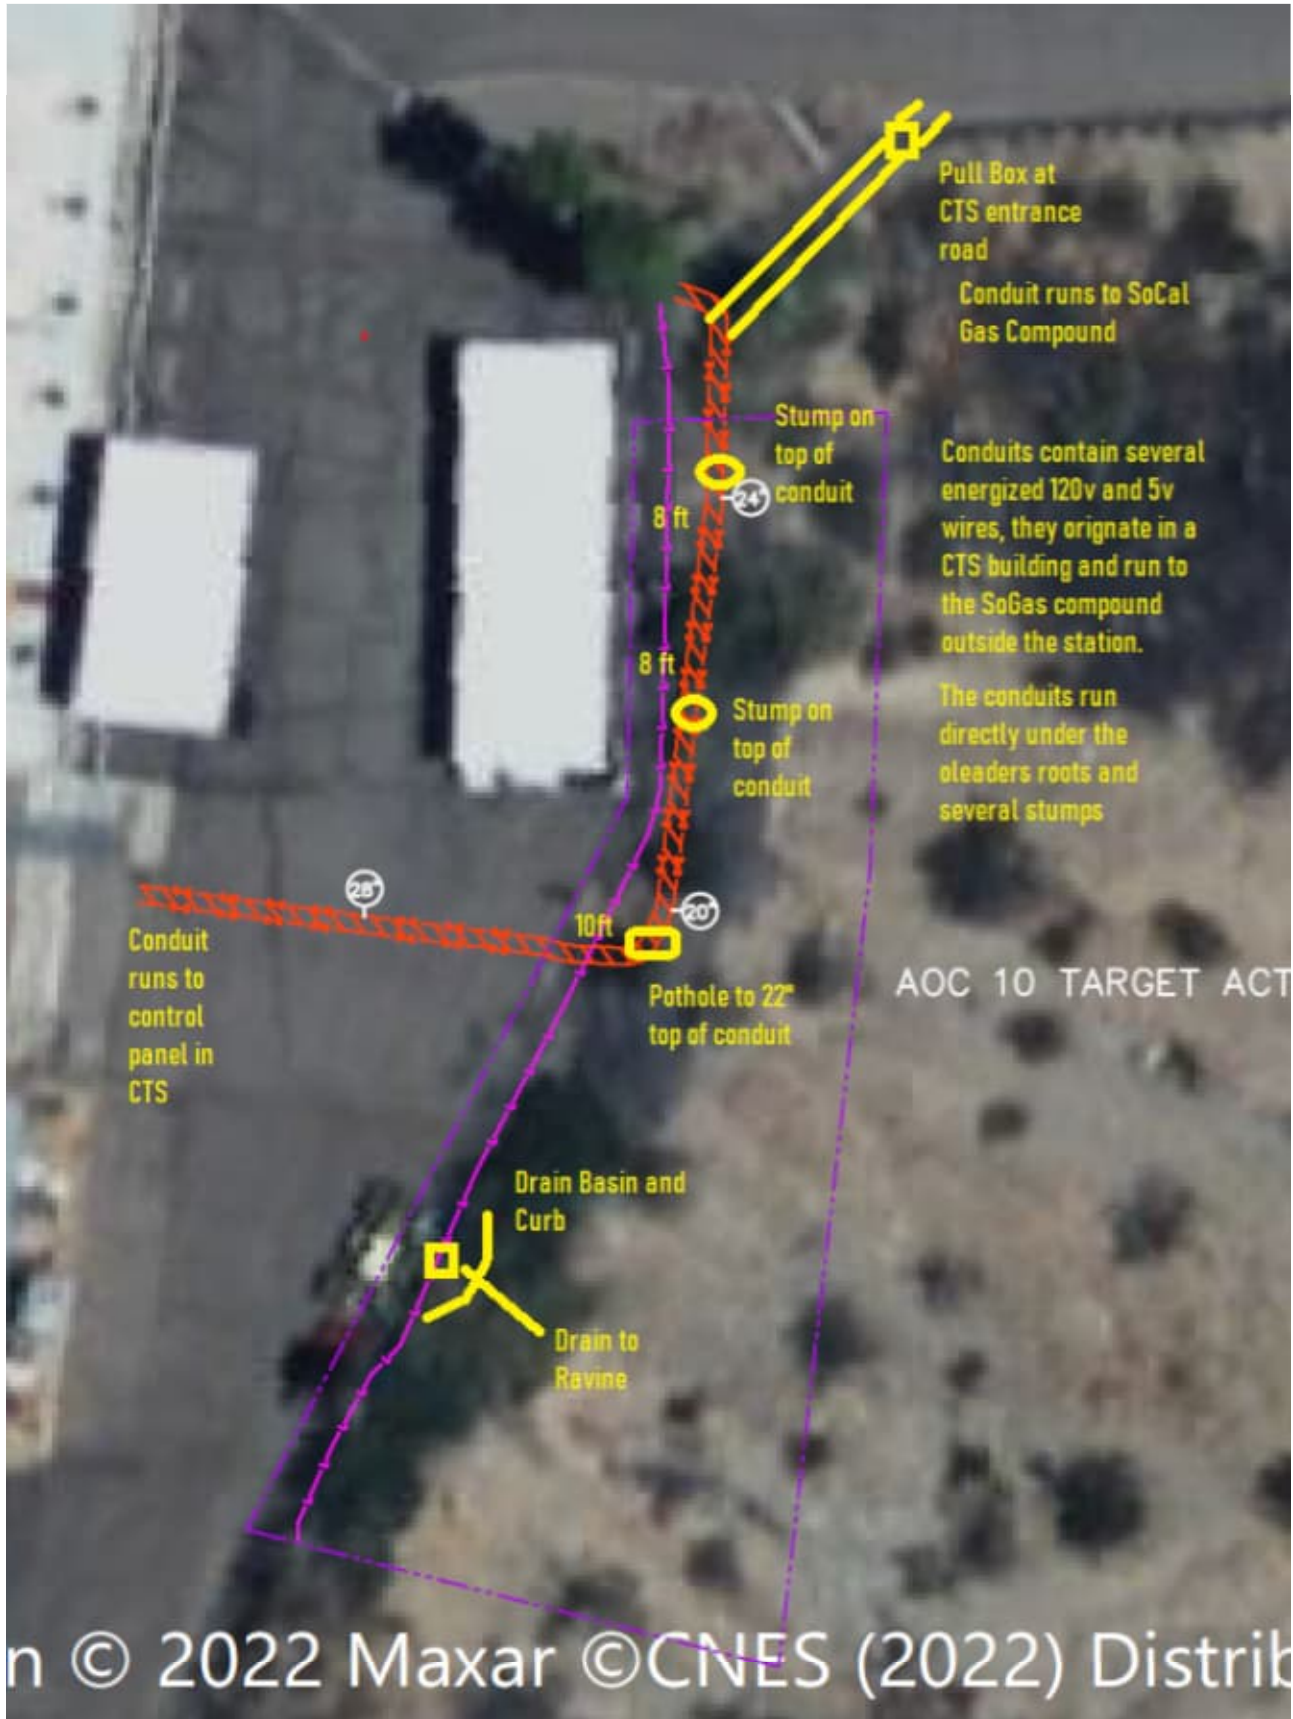 Pull Box at
CTS entrance
road
Conduit runs to SoCal
Gas Compound
Stump on
top of
conduit
24"
8 ft
Conduits contain several
energized 120v and 5v
wires, they orignate in a
CTS building and run to
the SoGas compound
outside the station.
8 ft
The conduits run
directly under the
oleaders roots and
several stumps
Stump on
top of
conduit
28"
20"
10ft
Conduit
runs to
control
panel in
CTS
AOC 10 TARGET ACT
Pothole to 22"
top of conduit
Drain Basin and
Curb
Drain to
Ravine
n © 2022 Maxar ©CNES (2022) Distrib